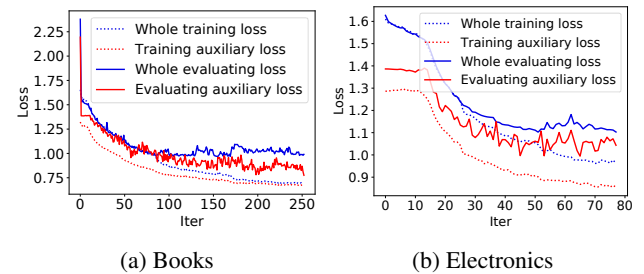 2.25
2.00
1.75
1.50
1.25
1.00
0.75
Loss
Whole training loss
Training auxiliary loss
Whole evaluating loss
Evaluating auxiliary loss
0 50 100 150 200 250
Iter
(a) Books
1.6
1.5
1.4
1.3
1.2
1.1
1.0
0.9
Loss
Whole training loss
Training auxiliary loss
Whole evaluating loss
Evaluating auxiliary loss
0 10 20 30 40 50 60 70 80
Iter
(b) Electronics